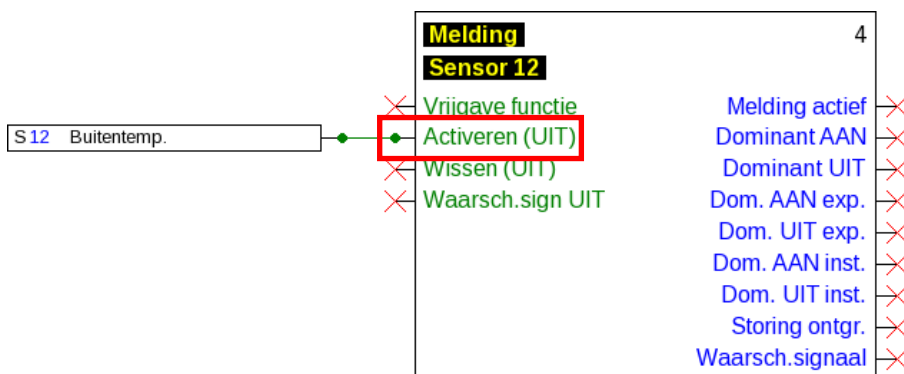 Melding 4
Sensor 12
Vrijgave functie Melding actief
S 12 Buitentemp. Activeren (UIT) Dominant AAN
Wissen (UIT) Dominant UIT
Waarsch.sign UIT Dom. AAN exp.
Dom. UIT exp.
Dom. AAN inst.
Dom. UIT inst.
Storing ontgr.
Waarsch.signaal